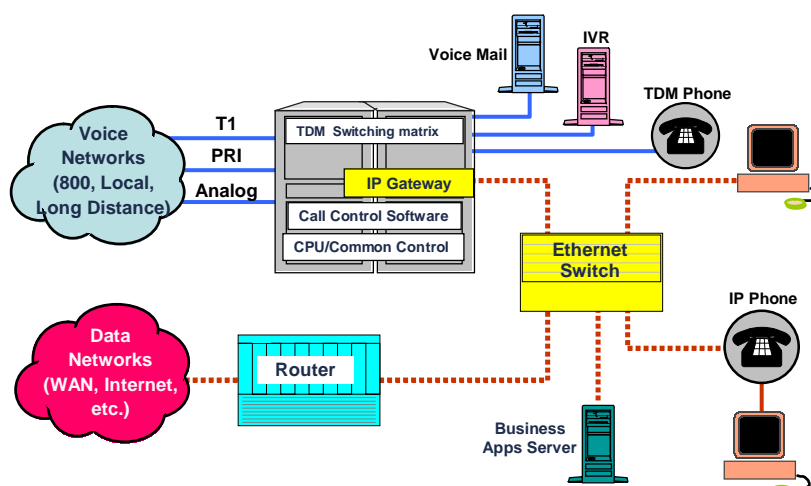 Voice Mail
IVR
TDM Phone
Voice
Networks
(800, Local,
Long Distance)
T1
PRI
Analog
TDM Switching matrix
IP Gateway
Call Control Software
CPU/Common Control
Ethernet
Switch
IP Phone
Data
Networks
(WAN, Internet,
etc.)
Router
Business
Apps Server